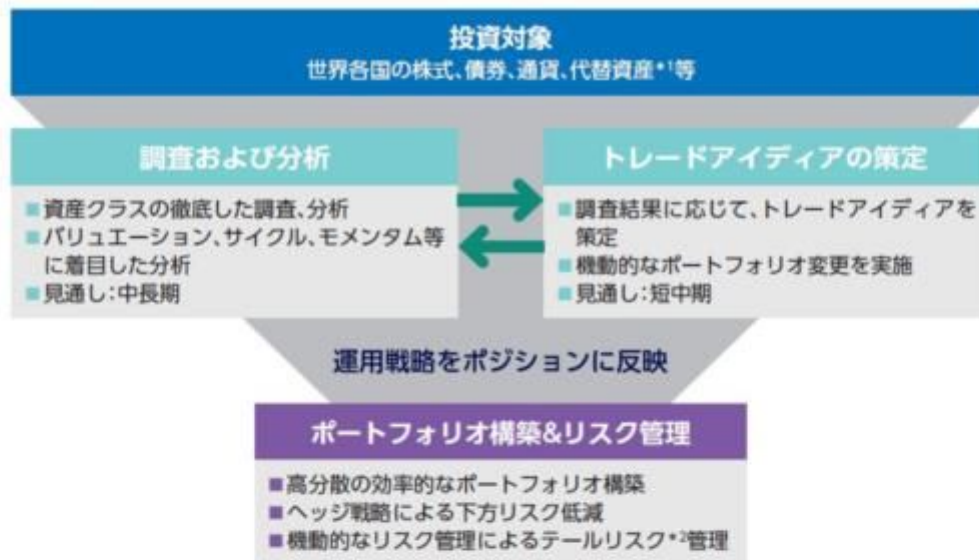 投資対象
世界各国の株式、債券、通貨、代替資産*1等
調査および分析
■資産クラスの徹底した調査、分析
■バリュエーション、サイクル、モメンタム等
に着目した分析
■見通し:中長期
トレードアイディアの策定
■調査結果に応じて、トレードアイディアを
策定
■機動的なポートフォリオ変更を実施
■見通し:短中期
運用戦略をポジションに反映
ポートフォリオ構築&リスク管理
■高分散の効率的なポートフォリオ構築
■ヘッジ戦略による下方リスク低減
■機動的なリスク管理によるテールリスク*2管理